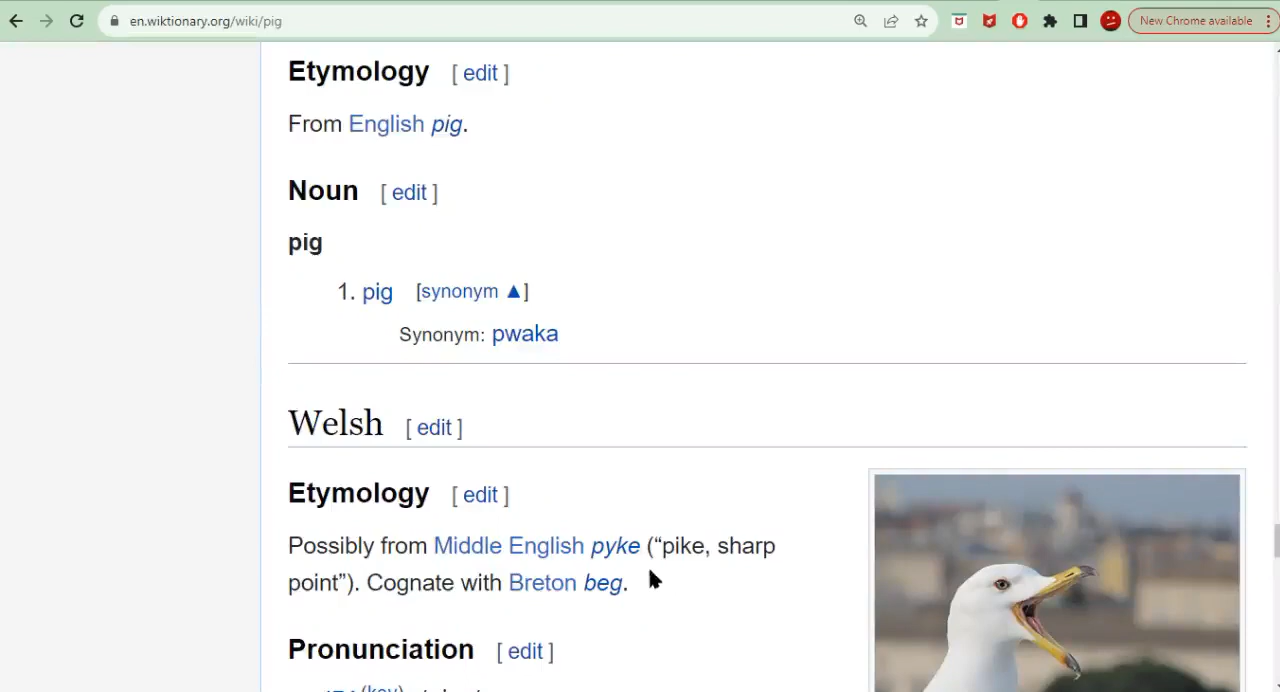 en.wiktionary.org/wiki/pig
New Chrome available
Etymology [ edit ]
From English pig.
Noun [ edit ]
pig
1. pig [synonym ▲]
Synonym: pwaka
Welsh [ edit ]
Etymology [ edit ]
Possibly from Middle English pyke (“pike, sharp
point”). Cognate with Breton beg.
Pronunciation [ edit ]